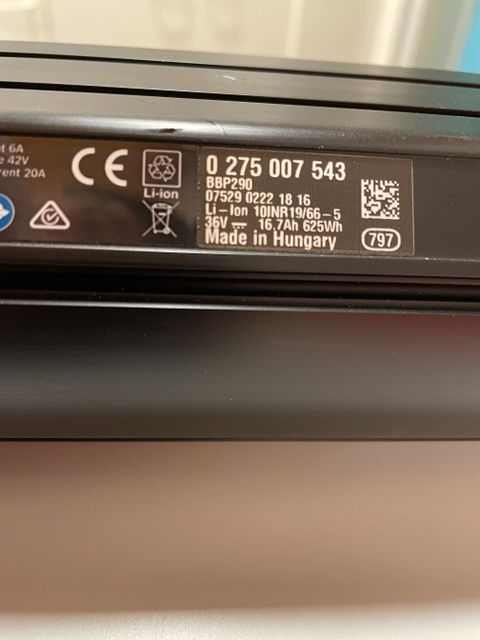 6A
42V
rent 20A
CE
Li-ion
0 275 007 543
BBP290
07529 0222 18 16
Li-Ion 10INR19/66-5
36V 16.7Ah 625Wh
Made in Hungary
797